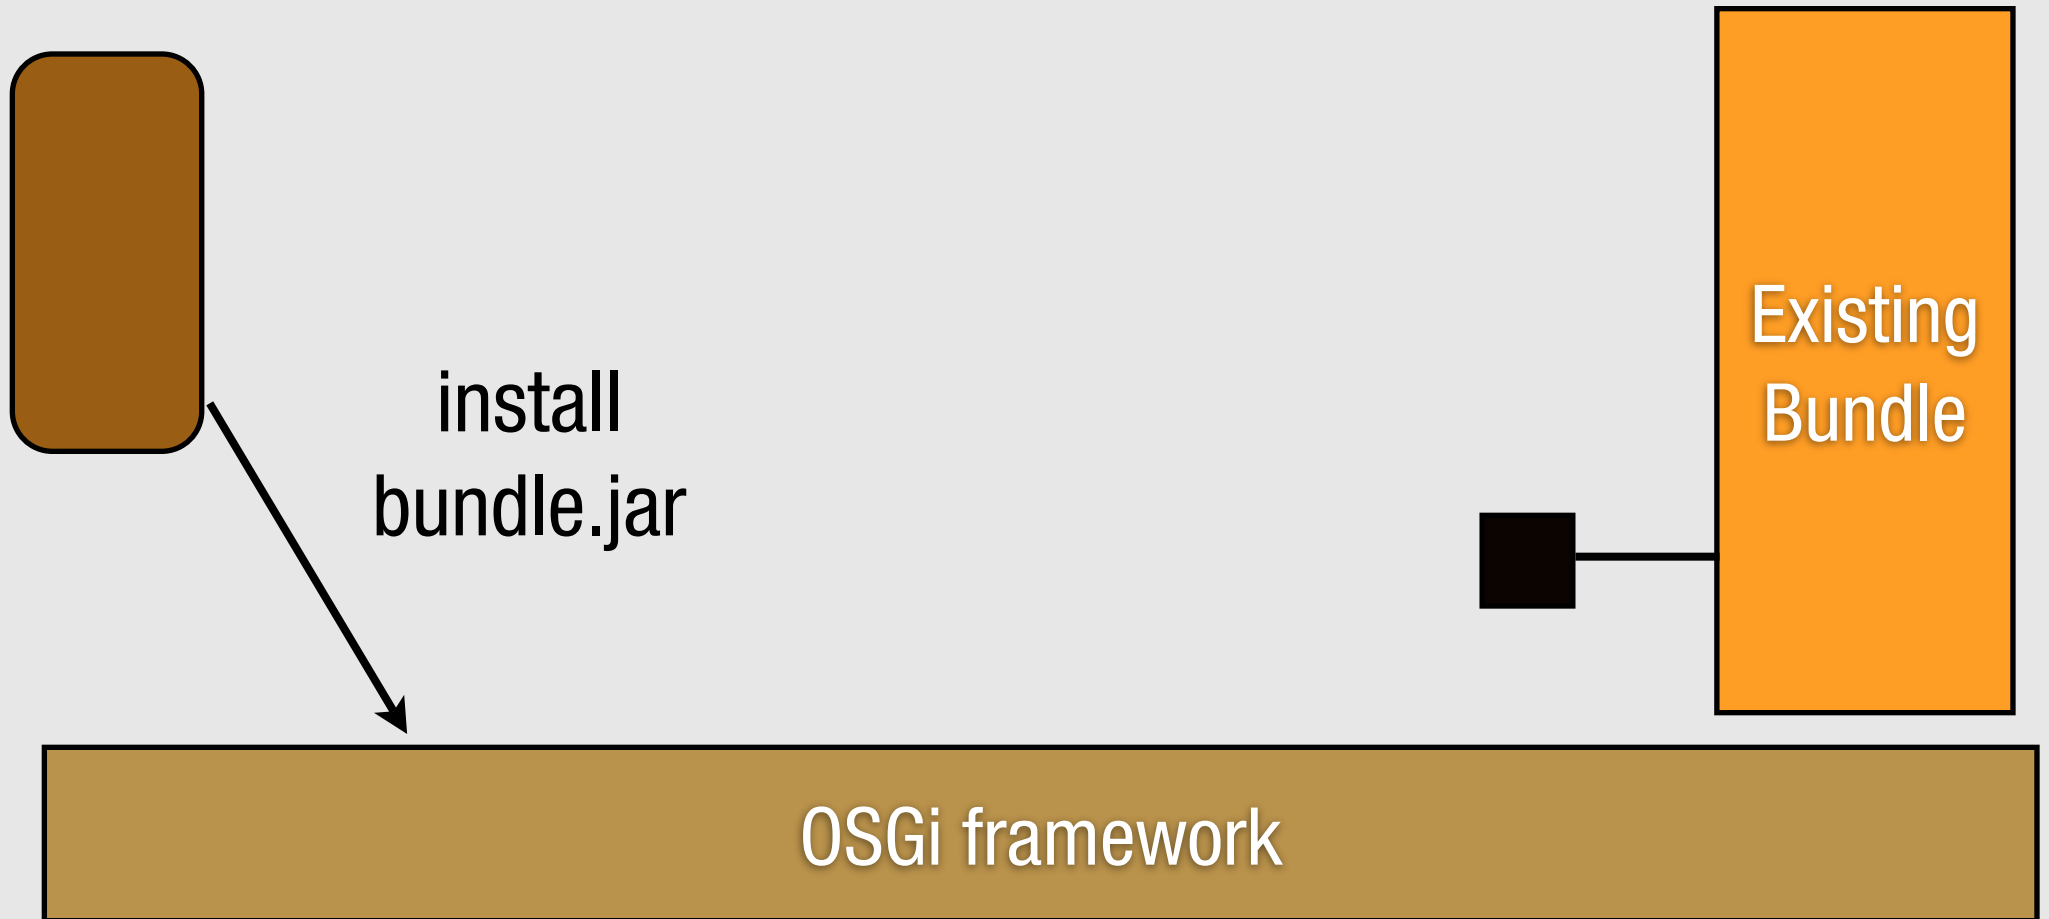 Existing
Bundle
install
bundle.jar
OSGi framework